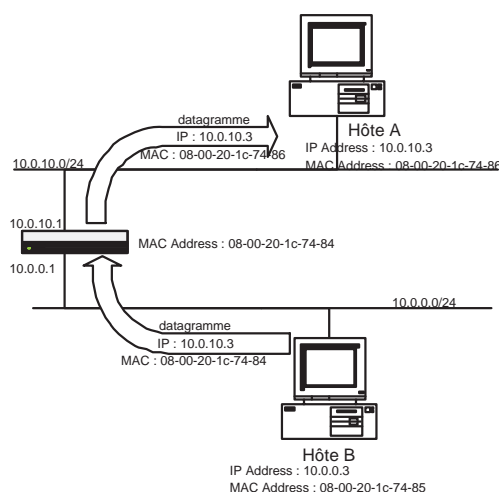 datagramme
IP : 10.0.10.3
MAC : 08-00-20-1c-74-86
Hôte A
IP Address : 10.0.10.3
MAC Address : 08-00-20-1c-74-86
10.0.10.0/24
10.0.10.1
MAC Address : 08-00-20-1c-74-84
10.0.0.1
10.0.0.0/24
datagramme
IP : 10.0.10.3
MAC : 08-00-20-1c-74-84
Hôte B
IP Address : 10.0.0.3
MAC Address : 08-00-20-1c-74-85